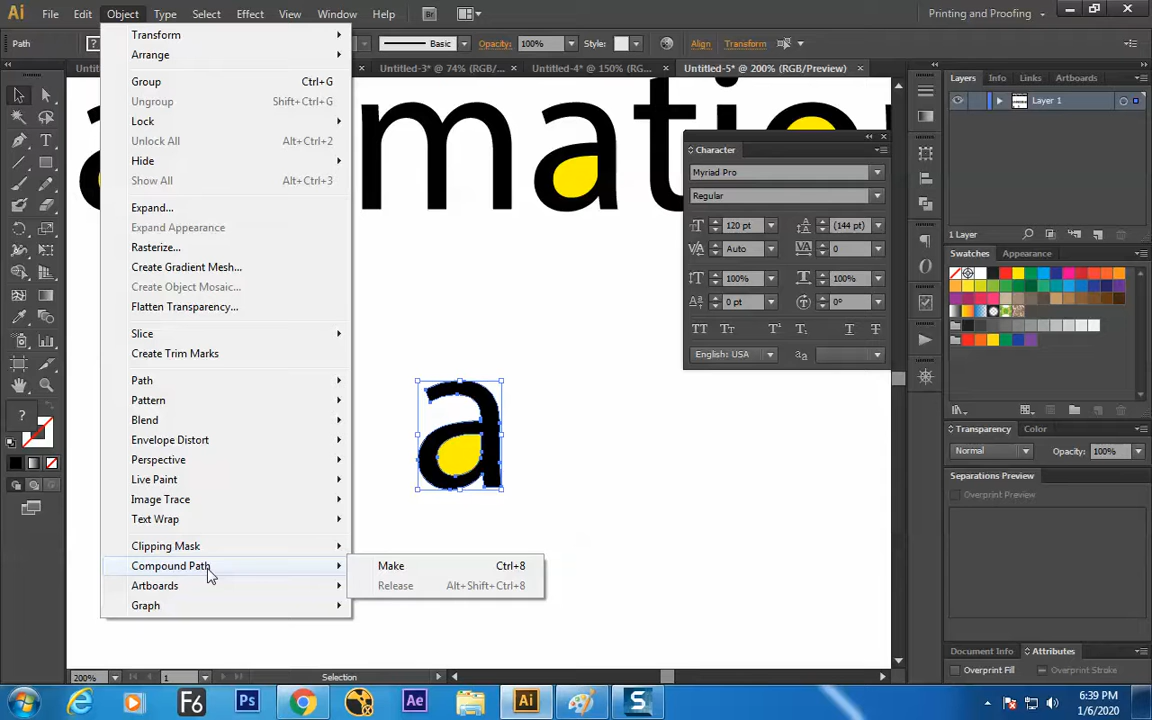 Ai File Edit Object Type Select Effect View Window Help Br Printing and Proofing
Path ? Basic Opacity: 100% Style: Align Transform
Untitled-3* @ 74% (RGB/... × Untitled-4* @ 150% (RG... × Untitled-5* @ 200% (RGB/Preview) ×
Transform
Arrange
Group Ctrl+G
Ungroup Shift+Ctrl+G
Lock
Unlock All Alt+Ctrl+2
Hide
Show All Alt+Ctrl+3
Expand...
Expand Appearance
Rasterize...
Create Gradient Mesh...
Create Object Mosaic...
Flatten Transparency...
Slice
Create Trim Marks
Path
Pattern
Blend
Envelope Distort
Perspective
Live Paint
Image Trace
Text Wrap
Clipping Mask
Compound Path
Artboards
Graph
Make Ctrl+8
Release Alt+Shift+Ctrl+8
mation
a
Character
Myriad Pro
Regular
120 pt (144 pt)
Auto 0
100% 100%
0 pt 0°
English: USA
Layers Info Links Artboards
Layer 1
1 Layer
Swatches Appearance
Transparency Color
Normal Opacity: 100%
Separations Preview
Overprint Preview
Document Info Attributes
Overprint Fill Overprint Stroke
200% 1 Selection
F6 Ps Ae Ai S
6:39 PM
1/6/2020